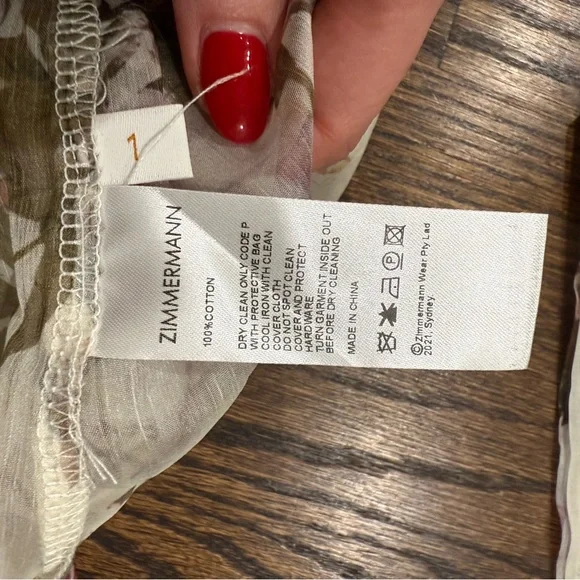 1
ZIMMERMANN
100%COTTON
DRY CLEAN ONLY CODE P
WITH PROTECTIVE BAG
COOL IRON WITH CLEAN
COVER CLOTH
DO NOT SPOT CLEAN
COVER AND PROTECT
HARDWARE
TURN GARMENT INSIDE OUT
BEFORE DRY CLEANING
MADE IN CHINA
P
©Zimmermann Wear Pty Lad
2021, Sydney.